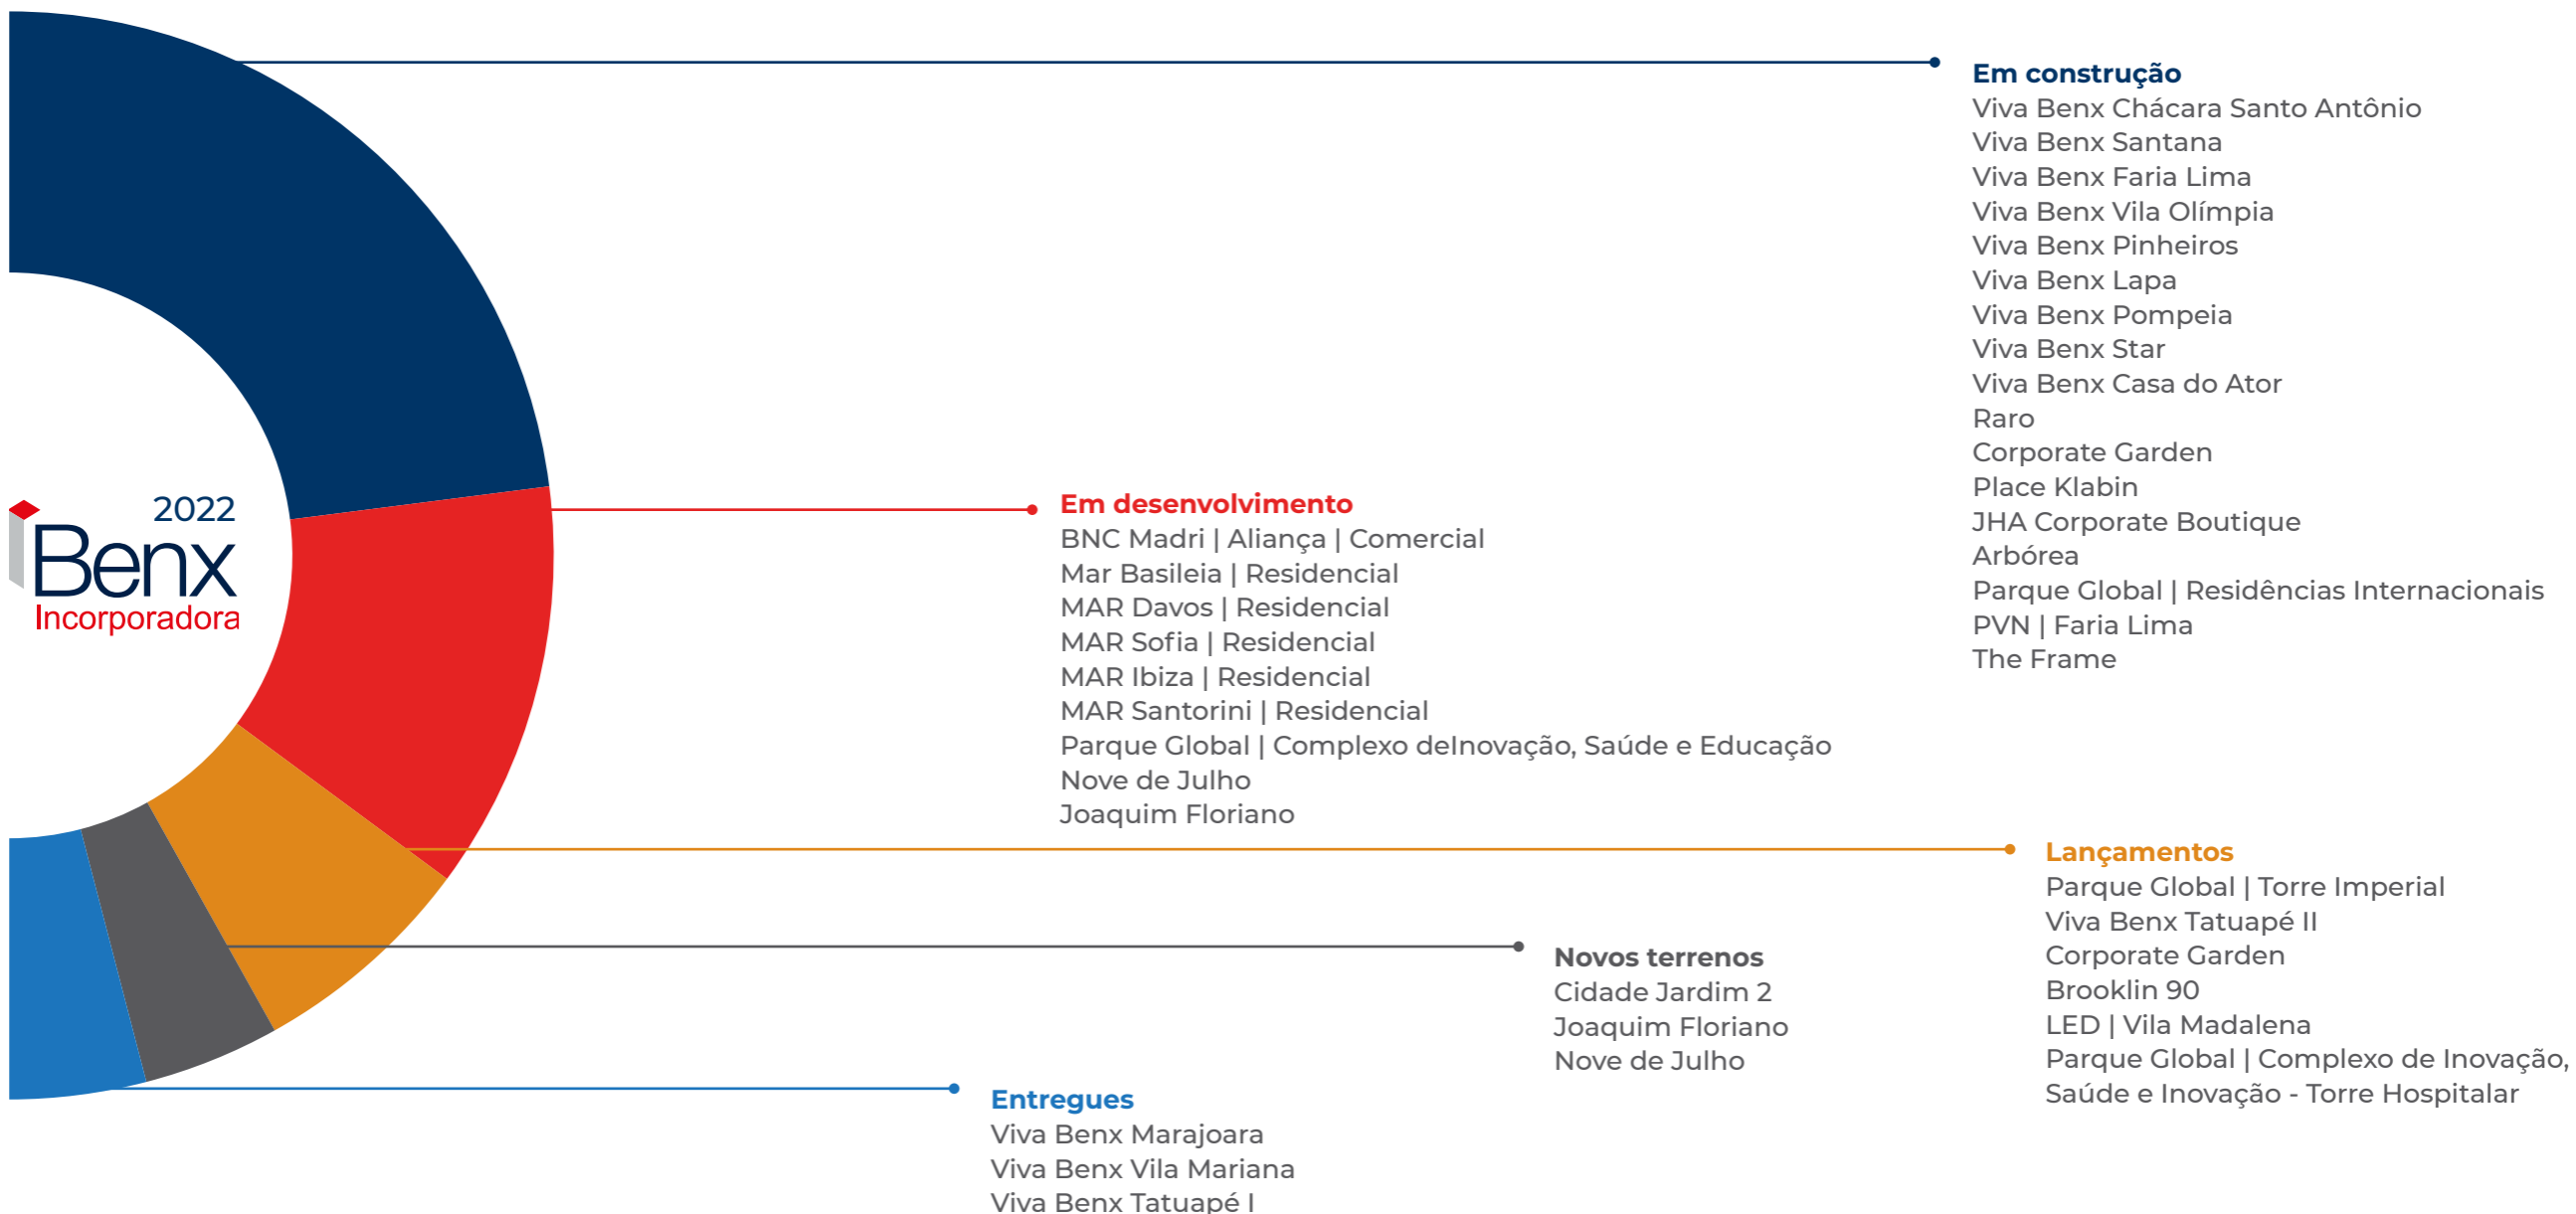 2022
Benx
Incorporadora
Em construção
Viva Benx Chácara Santo Antônio
Viva Benx Santana
Viva Benx Faria Lima
Viva Benx Vila Olímpia
Viva Benx Pinheiros
Viva Benx Lapa
Viva Benx Pompeia
Viva Benx Star
Viva Benx Casa do Ator
Raro
Corporate Garden
Place Klabin
JHA Corporate Boutique
Arbórea
Parque Global | Residências Internacionais
PVN | Faria Lima
The Frame
Em desenvolvimento
BNC Madri | Aliança | Comercial
Mar Basileia | Residencial
MAR Davos | Residencial
MAR Sofia | Residencial
MAR Ibiza | Residencial
MAR Santorini | Residencial
Parque Global | Complexo deInovação, Saúde e Educação
Nove de Julho
Joaquim Floriano
Lançamentos
Parque Global | Torre Imperial
Viva Benx Tatuapé II
Corporate Garden
Brooklin 90
LED | Vila Madalena
Parque Global | Complexo de Inovação,
Saúde e Inovação - Torre Hospitalar
Novos terrenos
Cidade Jardim 2
Joaquim Floriano
Nove de Julho
Entregues
Viva Benx Marajoara
Viva Benx Vila Mariana
Viva Benx Tatuapé I